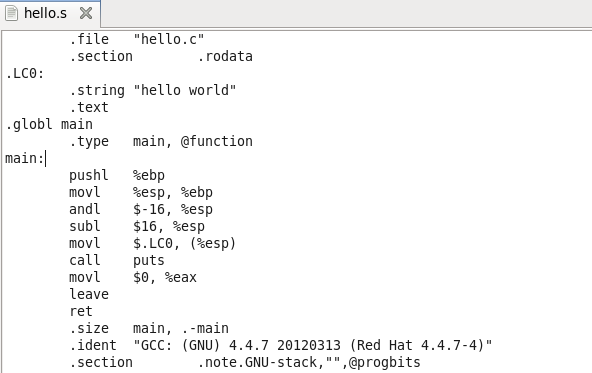 hello.s
.file "hello.c"
.section .rodata
.LC0:
.string "hello world"
.text
.globl main
.type main, @function
main:
pushl %ebp
movl %esp, %ebp
andl $-16, %esp
subl $16, %esp
movl $.LC0, (%esp)
call puts
movl $0, %eax
leave
ret
.size main, .-main
.ident "GCC: (GNU) 4.4.7 20120313 (Red Hat 4.4.7-4)"
.section .note.GNU-stack,"",@progbits